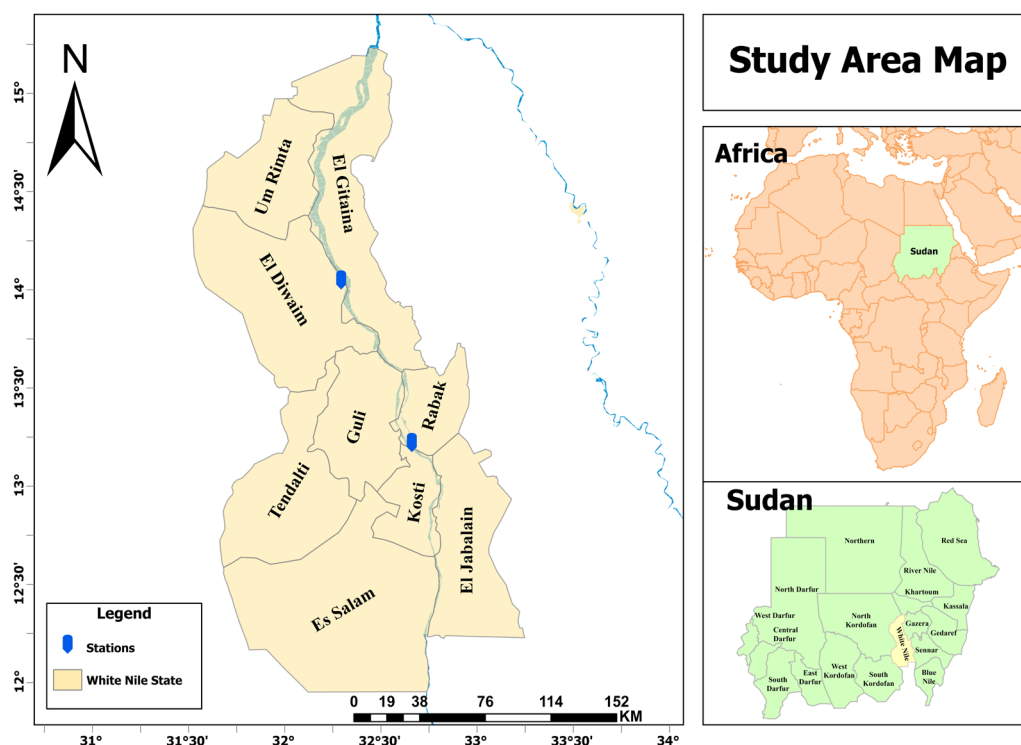 Study Area Map
N
15°
14°30'
14°
13°30'
13°
12°30'
12°
Um Rimta
El Gitaina
El Diwaim
Guli
Rabak
Tendalti
Kosti
El Jabalain
Es Salam
Legend
Stations
White Nile State
0 19 38 76 114 152
KM
31° 31°30' 32° 32°30' 33° 33°30' 34°
Africa
Sudan
Sudan
Northern
Red Sea
River Nile
North Darfur
Khartoum
Kassala
West Darfur
North
Kordofan
Gazera
Gedaref
Central
Darfur
White Nile
Sennar
West
Kordofan
South
Kordofan
East
Darfur
South
Darfur
Blue
Nile